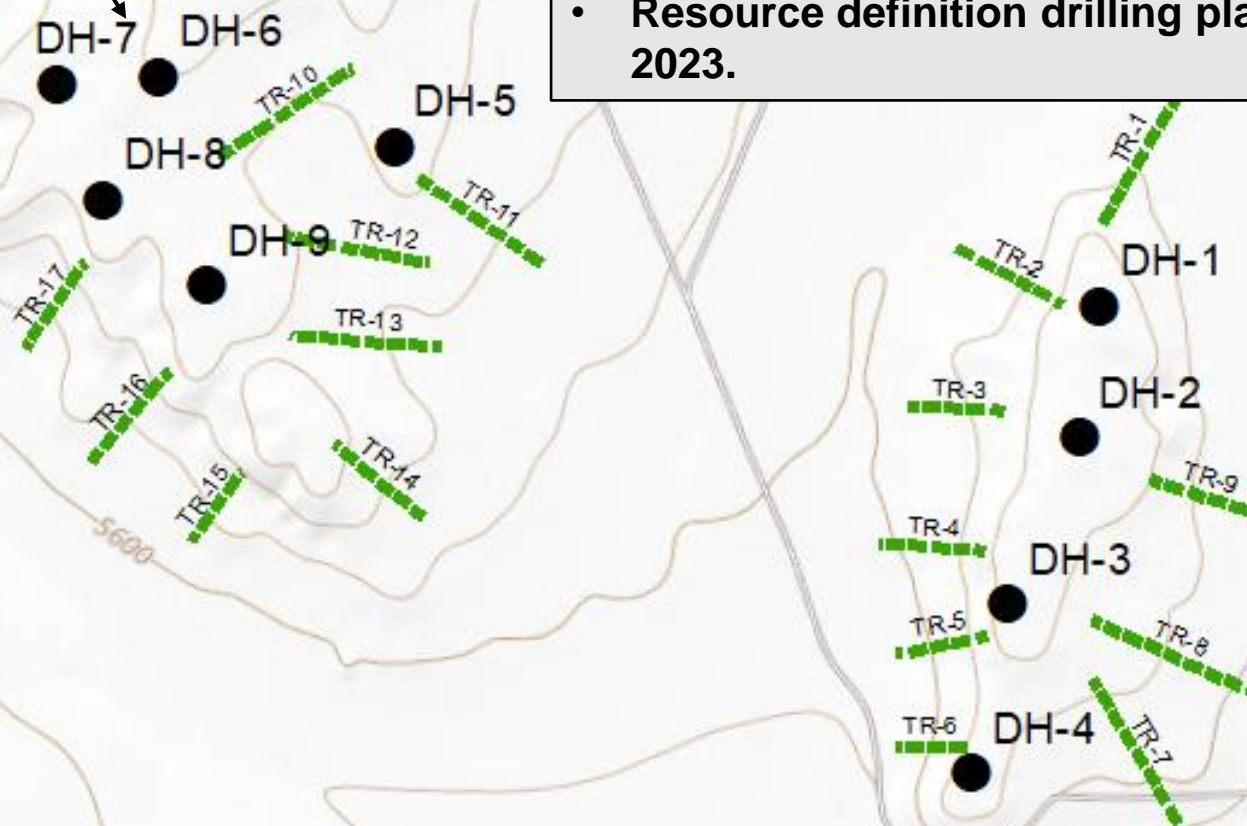 • Resource definition drilling
2023.
DH-7
DH-6
TR-10
DH-5
TR-1
DH-8
TR-11
DH-9
TR-12
TR-2
DH-1
TR-17
TR-13
TR-16
TR-3
DH-2
TR-14
TR-15
TR-9
5600
TR-4
DH-3
TR-5
TR-8
TR-6
DH-4
TR-7